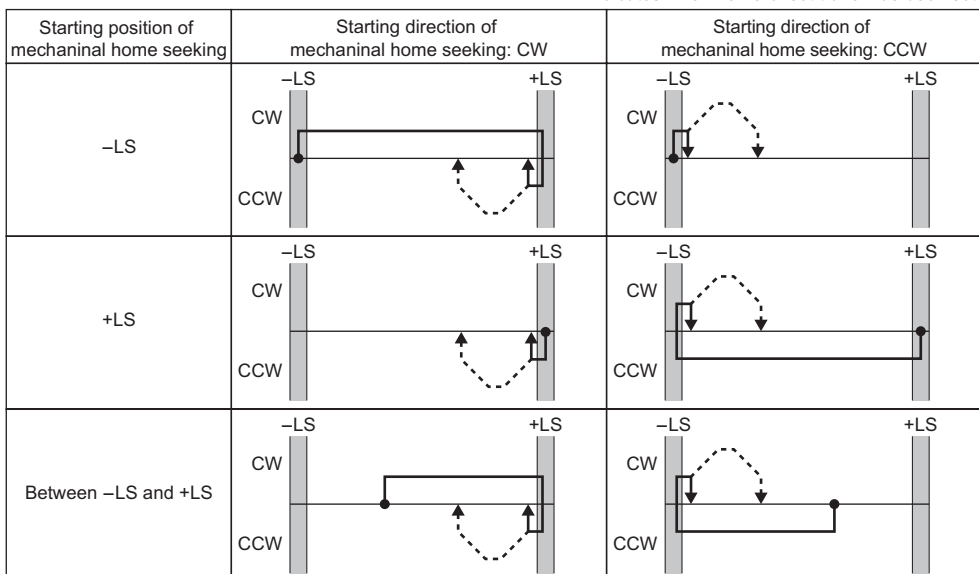 Starting position of
mechaninal home seeking
Starting direction of
mechaninal home seeking: CW
Starting direction of
mechaninal home seeking: CCW
–LS
–LS
+LS
CW
CCW
–LS
+LS
CW
CCW
+LS
–LS
+LS
CW
CCW
–LS
+LS
CW
CCW
Between –LS and +LS
–LS
+LS
CW
CCW
–LS
+LS
CW
CCW